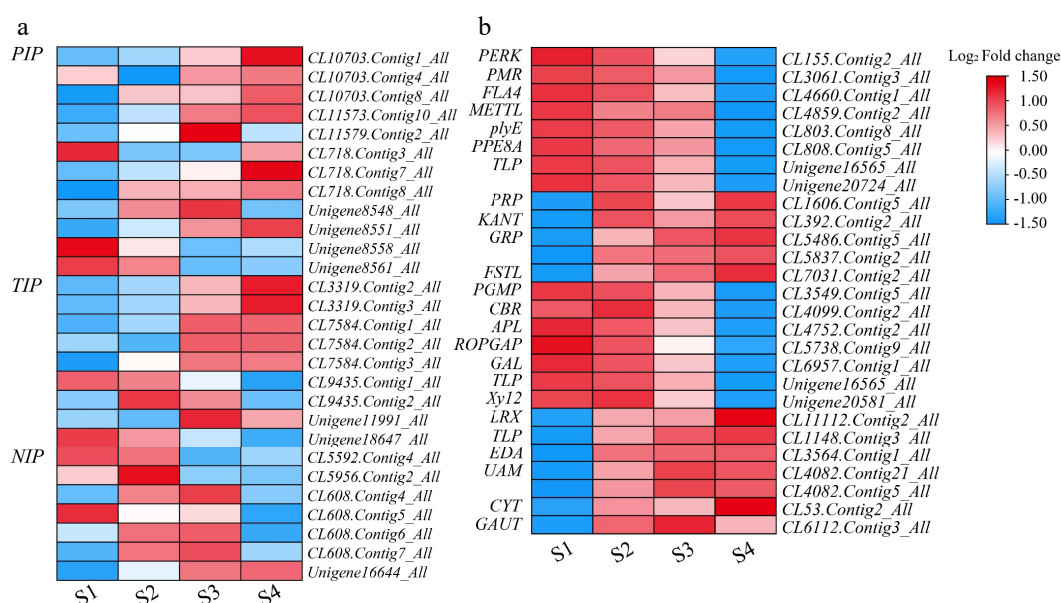 a
PIP
CL10703.Contig1_All
CL10703.Contig4_All
CL10703.Contig8_All
CL11573.Contig10_All
CL11579.Contig2_All
CL718.Contig3_All
CL718.Contig7_All
CL718.Contig8_All
Unigene8548_All
Unigene8551_All
Unigene8558_All
Unigene8561_All
TIP
CL3319.Contig2_All
CL3319.Contig3_All
CL7584.Contig1_All
CL7584.Contig2_All
CL7584.Contig3_All
CL9435.Contig1_All
CL9435.Contig2_All
Unigene11991_All
Unigene18647_All
NIP
CL5592.Contig4_All
CL5956.Contig2_All
CL608.Contig4_All
CL608.Contig5_All
CL608.Contig6_All
CL608.Contig7_All
Unigene16644_All
S1 S2 S3 S4
b
PERK CL155.Contig2_All
PMR CL3061.Contig3_All
FLA4 CL4660.Contig1_All
METTL CL4859.Contig2_All
plyE CL803.Contig8_All
PPE8A CL808.Contig5_All
TLP Unigene16565_All
Unigene20724_All
PRP CL1606.Contig5_All
KANT CL392.Contig2_All
GRP CL5486.Contig5_All
CL5837.Contig2_All
FSTL CL7031.Contig2_All
PGMP CL3549.Contig5_All
CBR CL4099.Contig2_All
APL CL4752.Contig2_All
ROPGAP CL5738.Contig9_All
GAL CL6957.Contig1_All
TLP Unigene16565_All
Xy12 Unigene20581_All
LRX CL11112.Contig2_All
TLP CL1148.Contig3_All
EDA CL3564.Contig1_All
UAM CL4082.Contig21_All
CL4082.Contig5_All
CYT CL53.Contig2_All
GAUT CL6112.Contig3_All
S1 S2 S3 S4
Log₂ Fold change
1.50
1.00
0.50
0.00
-0.50
-1.00
-1.50